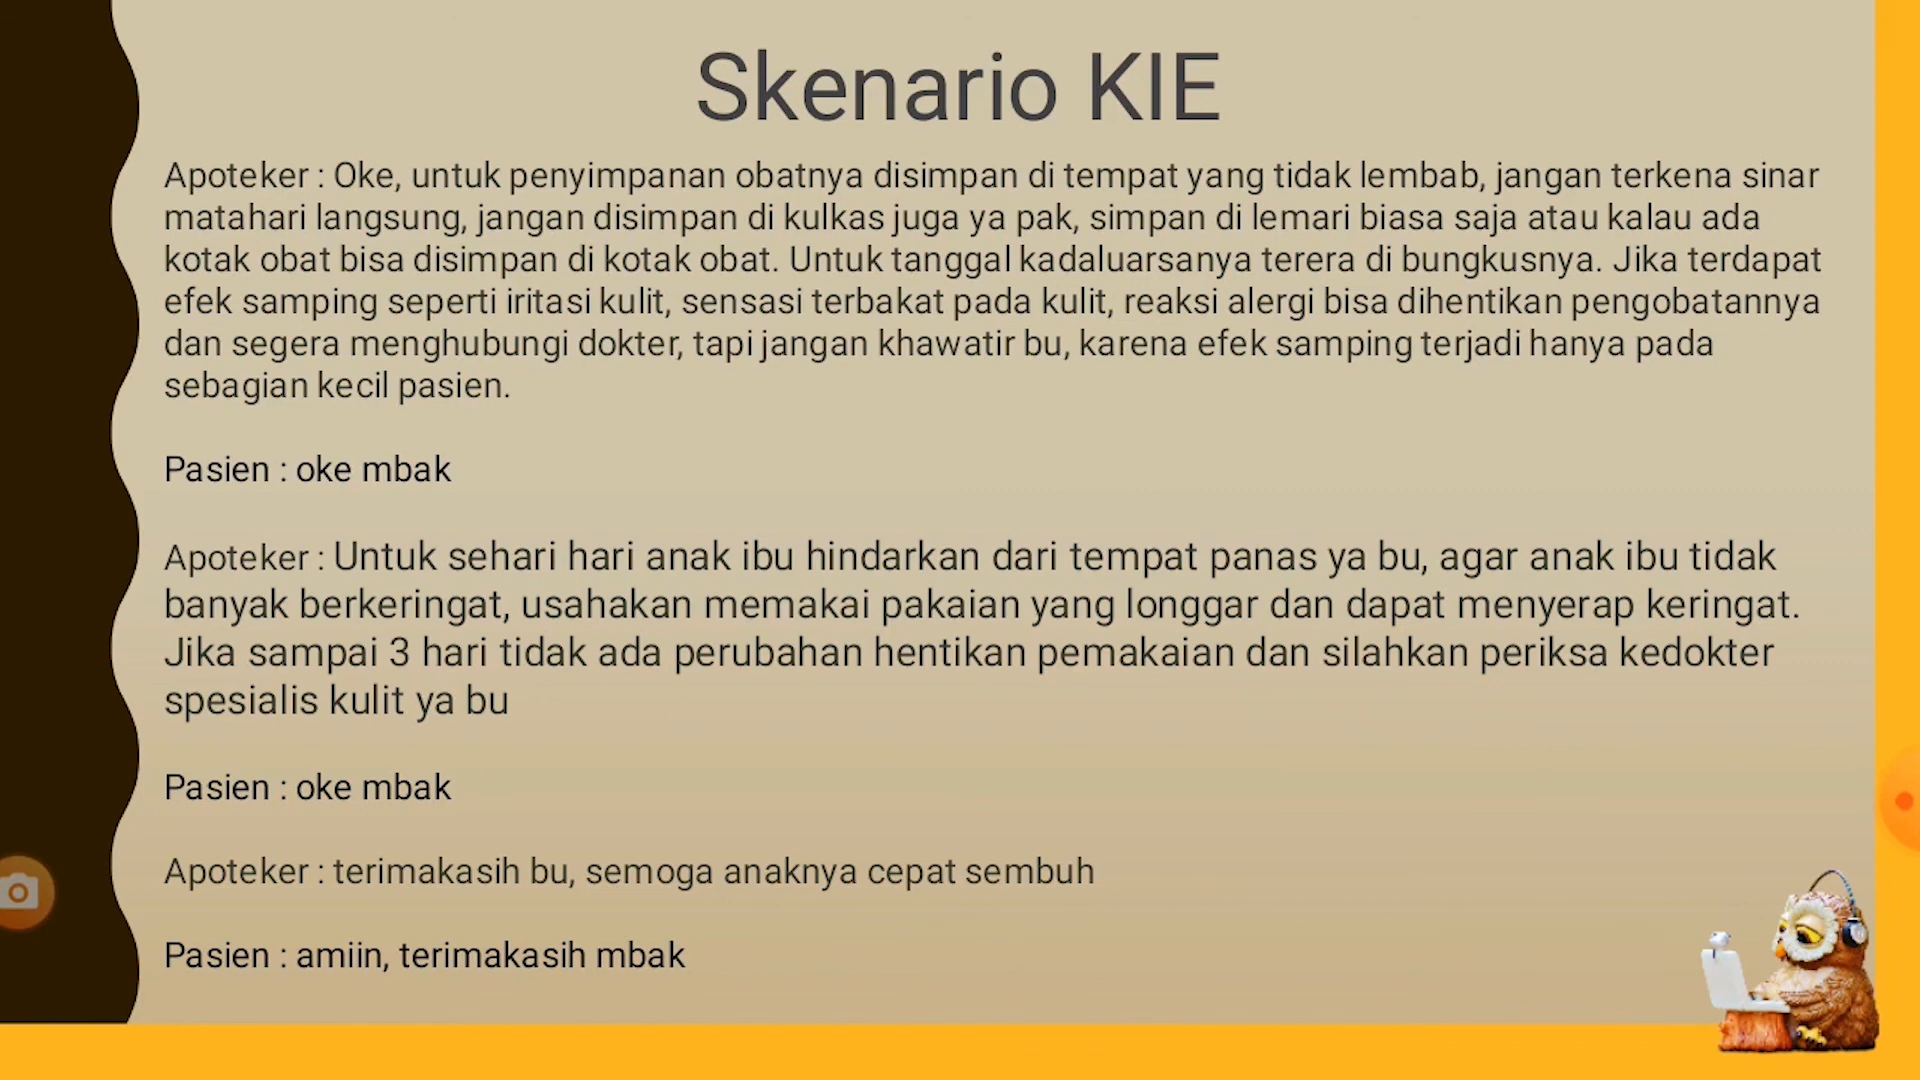 Skenario KIE
Apoteker : Oke, untuk penyimpanan obatnya disimpan di tempat yang tidak lembab, jangan terkena sinar
matahari langsung, jangan disimpan di kulkas juga ya pak, simpan di lemari biasa saja atau kalau ada
kotak obat bisa disimpan di kotak obat. Untuk tanggal kadaluarsanya terera di bungkusnya. Jika terdapat
efek samping seperti iritasi kulit, sensasi terbakat pada kulit, reaksi alergi bisa dihentikan pengobatannya
dan segera menghubungi dokter, tapi jangan khawatir bu, karena efek samping terjadi hanya pada
sebagian kecil pasien.
Pasien : oke mbak
Apoteker : Untuk sehari hari anak ibu hindarkan dari tempat panas ya bu, agar anak ibu tidak
banyak berkeringat, usahakan memakai pakaian yang longgar dan dapat menyerap keringat.
Jika sampai 3 hari tidak ada perubahan hentikan pemakaian dan silahkan periksa kedokter
spesialis kulit ya bu
Pasien : oke mbak
Apoteker : terimakasih bu, semoga anaknya cepat sembuh
Pasien : amiin, terimakasih mbak